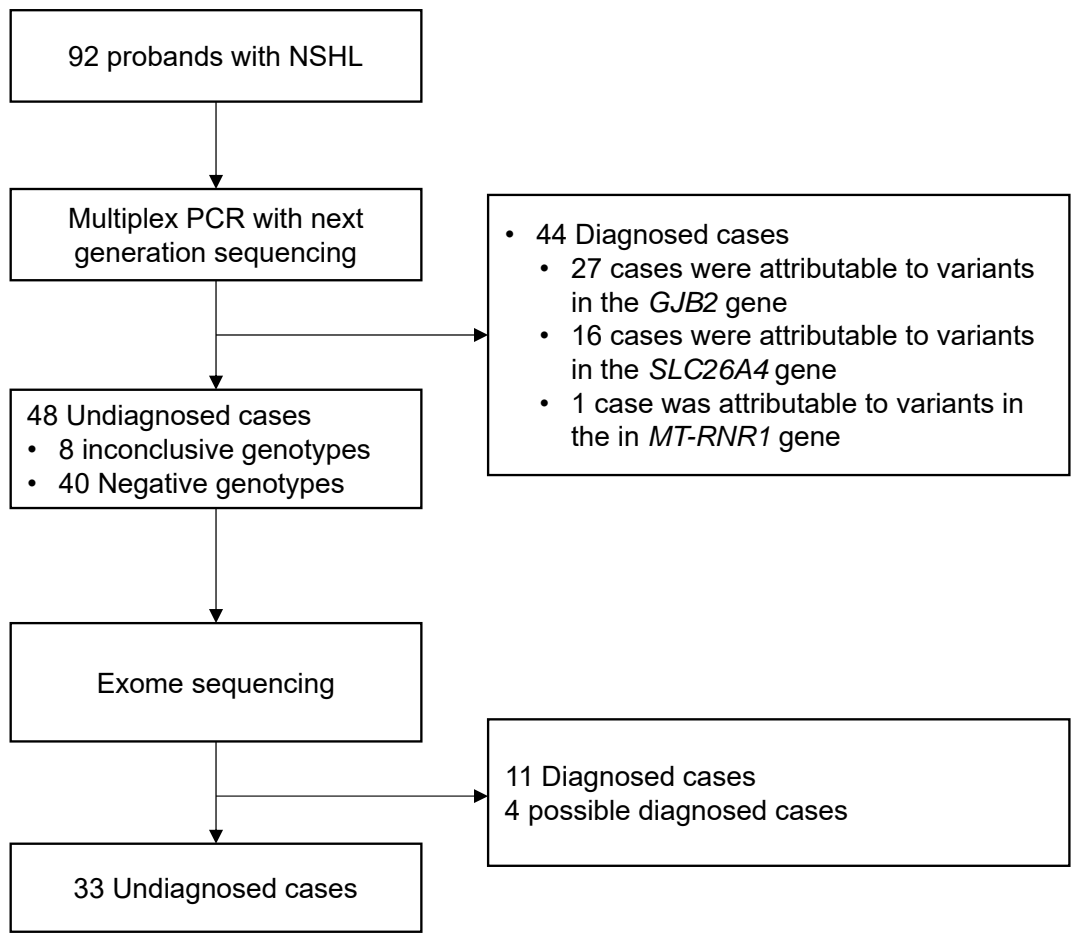 92 probands with NSHL
Multiplex PCR with next
generation sequencing
• 44 Diagnosed cases
• 27 cases were attributable to variants
in the GJB2 gene
• 16 cases were attributable to variants
in the SLC26A4 gene
• 1 case was attributable to variants in
the in MT-RNR1 gene
48 Undiagnosed cases
• 8 inconclusive genotypes
• 40 Negative genotypes
Exome sequencing
11 Diagnosed cases
4 possible diagnosed cases
33 Undiagnosed cases